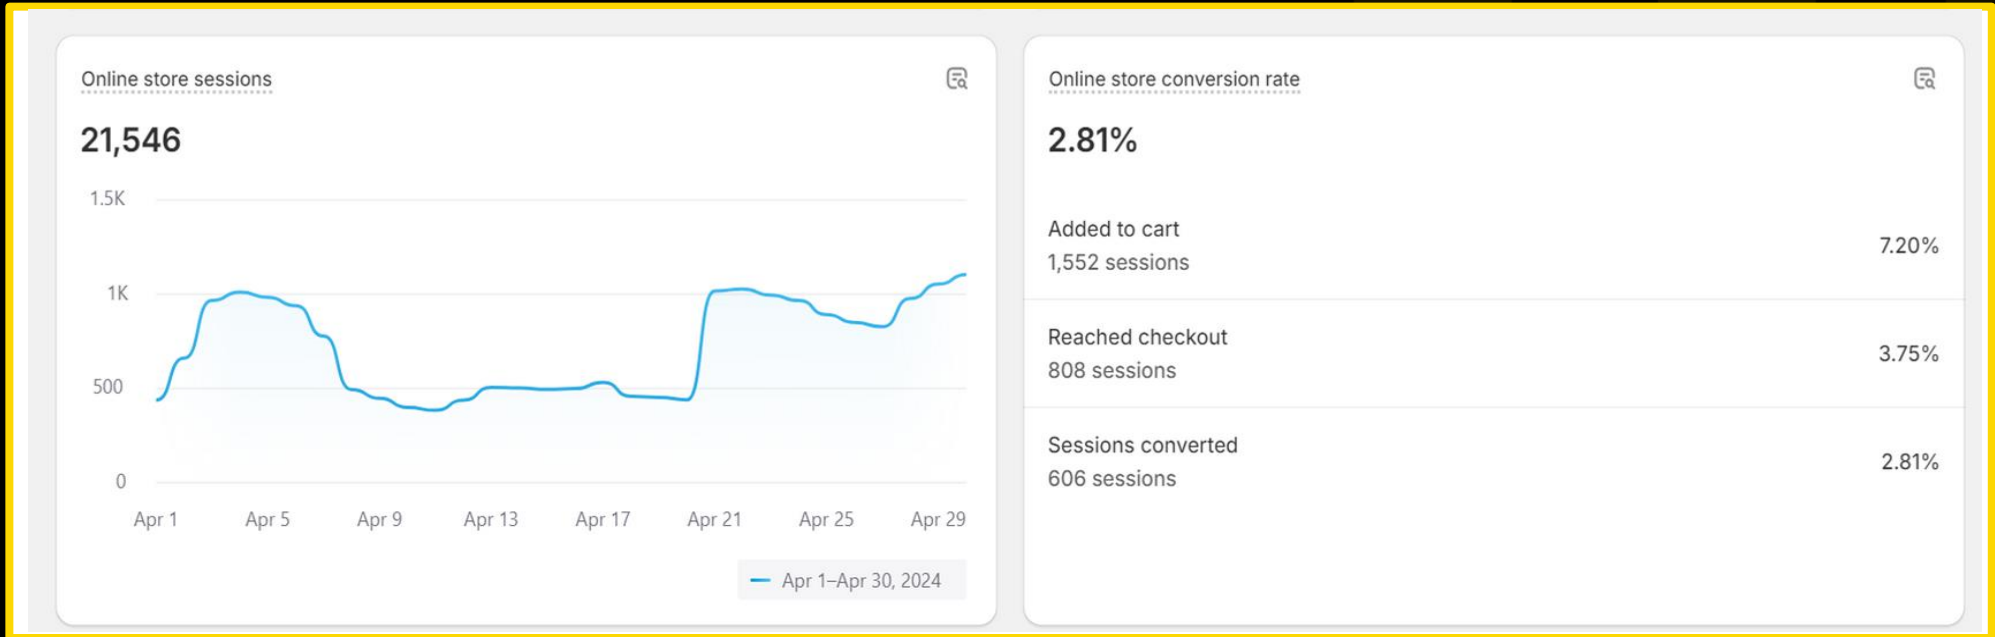 Online store sessions
21,546
1.5K
1K
500
0
Apr 1 Apr 5 Apr 9 Apr 13 Apr 17 Apr 21 Apr 25 Apr 29
Apr 1–Apr 30, 2024
Online store conversion rate
2.81%
Added to cart
1,552 sessions
7.20%
Reached checkout
808 sessions
3.75%
Sessions converted
606 sessions
2.81%